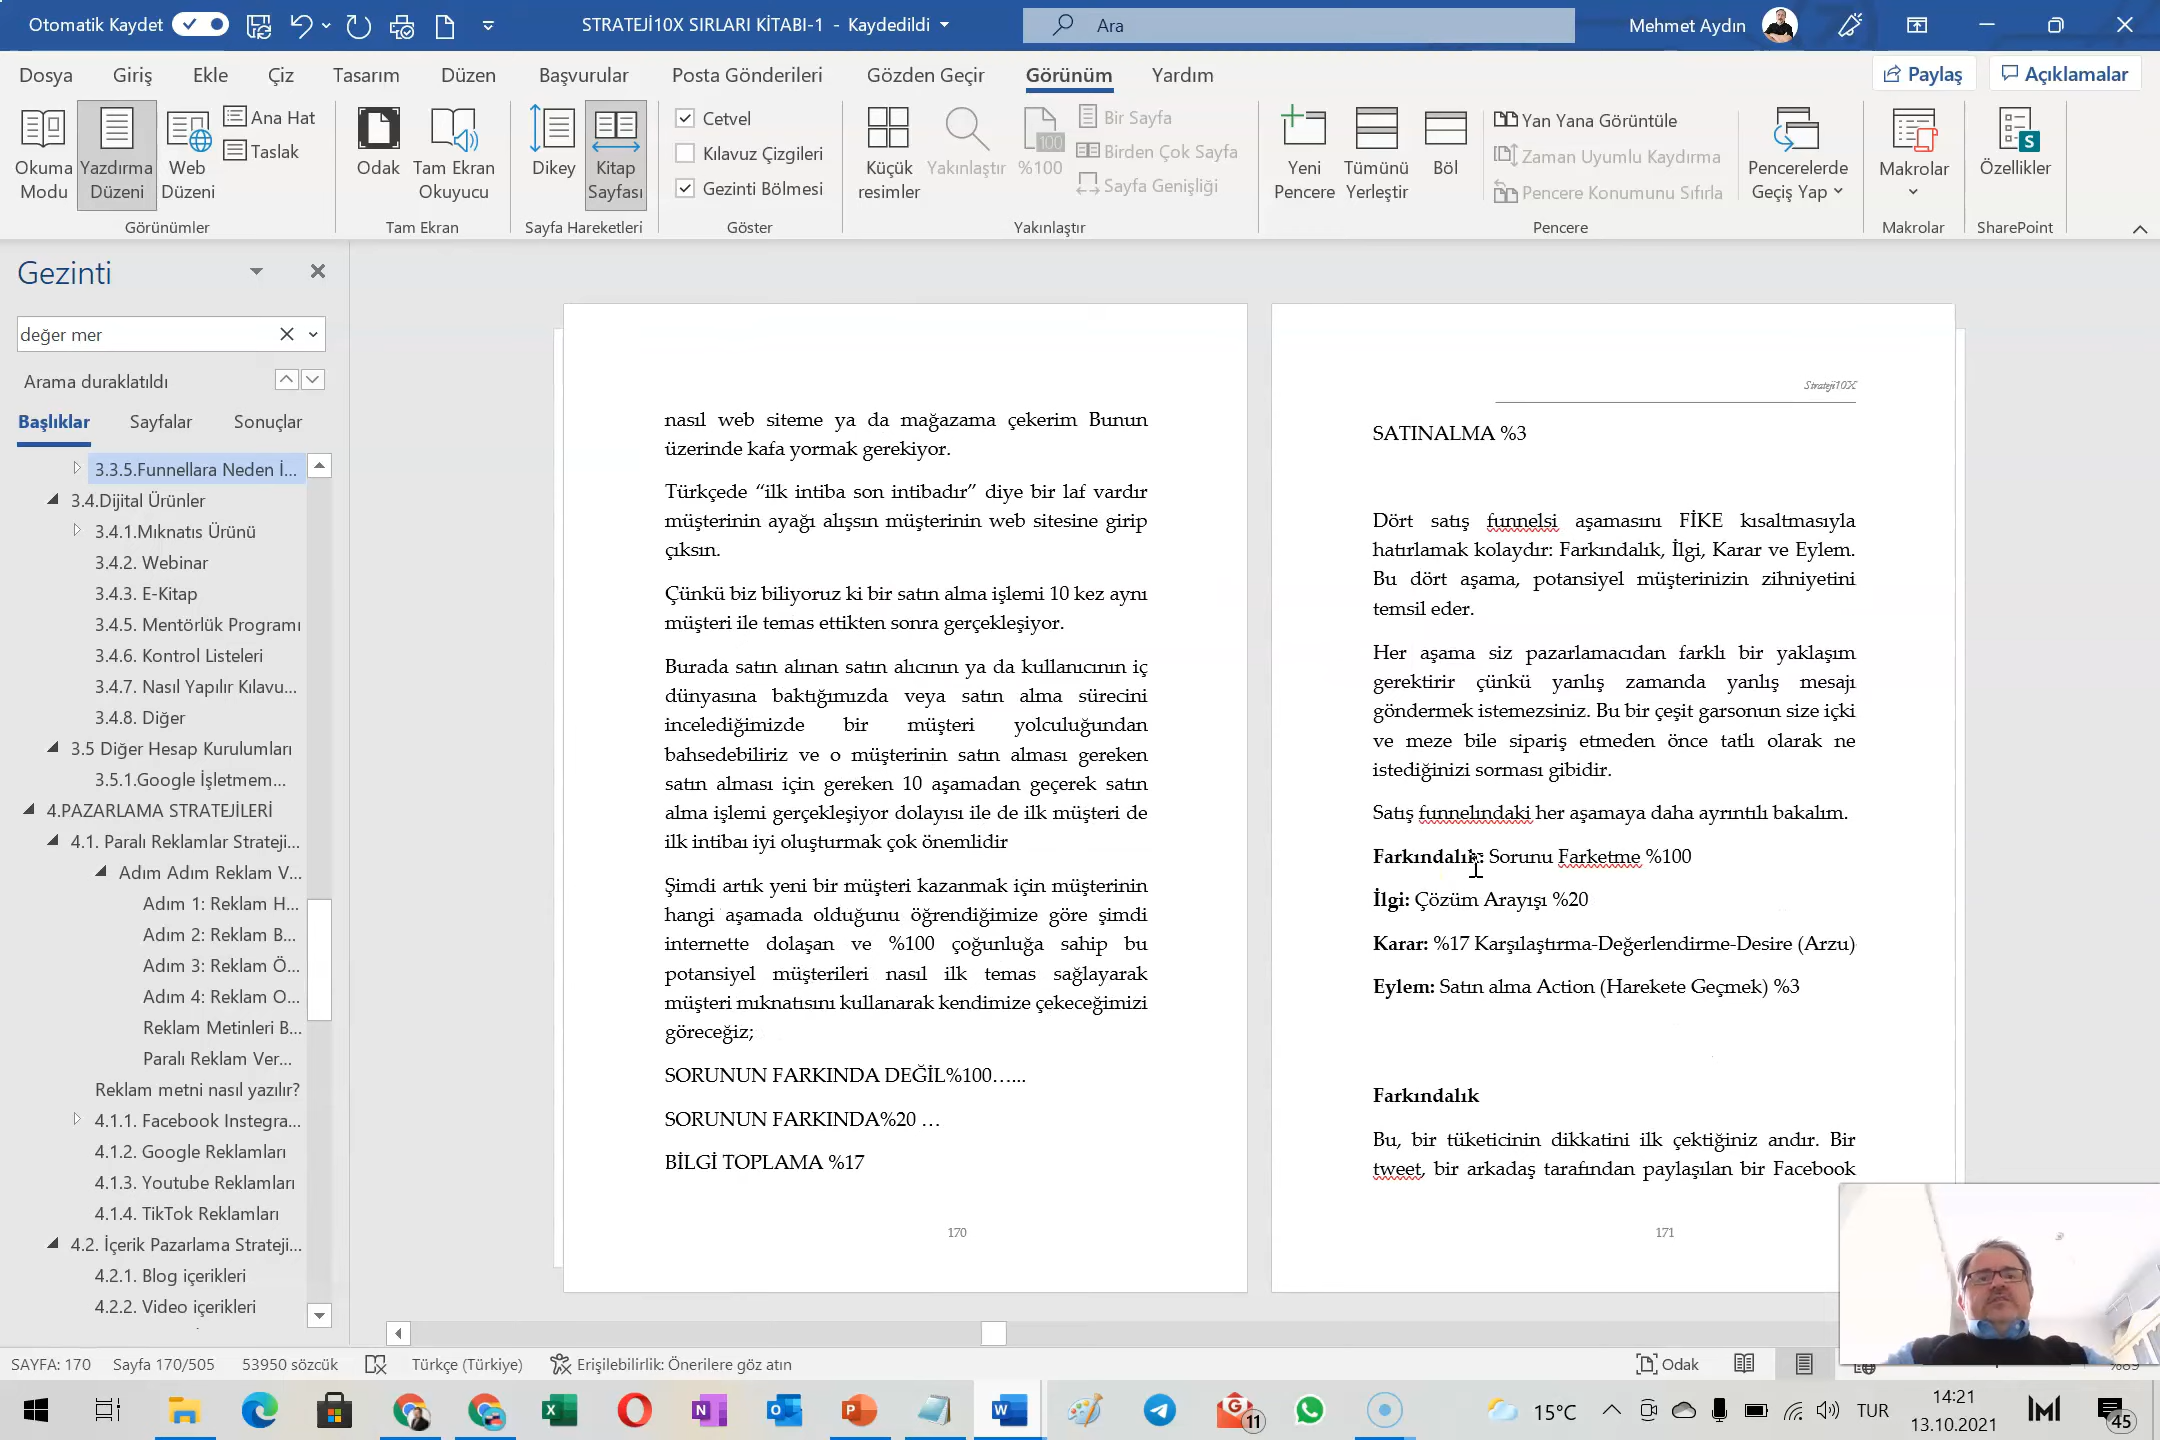 Otomatik Kaydet
STRATEJİ10X SIRLARI KİTABI-1 - Kaydedildi
Ara
Mehmet Aydın
Dosya Giriş Ekle Çiz Tasarım Düzen Başvurular Posta Gönderileri Gözden Geçir Görünüm Yardım
Paylaş
Açıklamalar
Okuma Modu
Yazdırma Düzeni
Web Düzeni
Ana Hat
Taslak
Görünümler
Odak
Tam Ekran Okuyucu
Tam Ekran
Dikey
Kitap Sayfası
Sayfa Hareketleri
Cetvel
Kılavuz Çizgileri
Gezinti Bölmesi
Göster
Küçük resimler
Yakınlaştır
100
%100
Bir Sayfa
Birden Çok Sayfa
Sayfa Genişliği
Yakınlaştır
Yeni Pencere
Tümünü Yerleştir
Böl
Yan Yana Görüntüle
Zaman Uyumlu Kaydırma
Pencere Konumunu Sıfırla
Pencere
Pencerelerde Geçiş Yap
Makrolar
Makrolar
Özellikler
SharePoint
Gezinti
değer mer
Arama duraklatıldı
Başlıklar Sayfalar Sonuçlar
3.3.5.Funnellara Neden İ...
3.4.Dijital Ürünler
3.4.1.Mıknatıs Ürünü
3.4.2. Webinar
3.4.3. E-Kitap
3.4.5. Mentörlük Programı
3.4.6. Kontrol Listeleri
3.4.7. Nasıl Yapılır Kılavu...
3.4.8. Diğer
3.5 Diğer Hesap Kurulumları
3.5.1.Google İşletmem...
4.PAZARLAMA STRATEJİLERİ
4.1. Paralı Reklamlar Strateji...
Adım Adım Reklam V...
Adım 1: Reklam H...
Adım 2: Reklam B...
Adım 3: Reklam Ö...
Adım 4: Reklam O...
Reklam Metinleri B...
Paralı Reklam Ver...
Reklam metni nasıl yazılır?
4.1.1. Facebook Instegra...
4.1.2. Google Reklamları
4.1.3. Youtube Reklamları
4.1.4. TikTok Reklamları
4.2. İçerik Pazarlama Strateji...
4.2.1. Blog içerikleri
4.2.2. Video içerikleri
nasıl web siteme ya da mağazama çekerim Bunun
üzerinde kafa yormak gerekiyor.
Türkçede “ilk intiba son intibadır” diye bir laf vardır
müşterinin ayağı alışsın müşterinin web sitesine girip
çıksın.
Çünkü biz biliyoruz ki bir satın alma işlemi 10 kez aynı
müşteri ile temas ettikten sonra gerçekleşiyor.
Burada satın alınan satın alıcının ya da kullanıcının iç
dünyasına baktığımızda veya satın alma sürecini
incelediğimizde bir müşteri yolculuğundan
bahsedebiliriz ve o müşterinin satın alması gereken
satın alması için gereken 10 aşamadan geçerek satın
alma işlemi gerçekleşiyor dolayısı ile de ilk müşteri de
ilk intibaı iyi oluşturmak çok önemlidir
Şimdi artık yeni bir müşteri kazanmak için müşterinin
hangi aşamada olduğunu öğrendiğimize göre şimdi
internette dolaşan ve %100 çoğunluğa sahip bu
potansiyel müşterileri nasıl ilk temas sağlayarak
müşteri mıknatısını kullanarak kendimize çekeceğimizi
göreceğiz;
SORUNUN FARKINDA DEĞİL%100…...
SORUNUN FARKINDA%20 …
BİLGİ TOPLAMA %17
170
Strateji10X
SATINALMA %3
Dört satış funnelsi aşamasını FİKE kısaltmasıyla
hatırlamak kolaydır: Farkındalık, İlgi, Karar ve Eylem.
Bu dört aşama, potansiyel müşterinizin zihniyetini
temsil eder.
Her aşama siz pazarlamacıdan farklı bir yaklaşım
gerektirir çünkü yanlış zamanda yanlış mesajı
göndermek istemezsiniz. Bu bir çeşit garsonun size içki
ve meze bile sipariş etmeden önce tatlı olarak ne
istediğinizi sorması gibidir.
Satış funnelındaki her aşamaya daha ayrıntılı bakalım.
Farkındalık: Sorunu Farketme %100
İlgi: Çözüm Arayışı %20
Karar: %17 Karşılaştırma-Değerlendirme-Desire (Arzu)
Eylem: Satın alma Action (Harekete Geçmek) %3
Farkındalık
Bu, bir tüketicinin dikkatini ilk çektiğiniz andır. Bir
tweet, bir arkadaş tarafından paylaşılan bir Facebook
171
SAYFA: 170 Sayfa 170/505 53950 sözcük Türkçe (Türkiye) Erişilebilirlik: Önerilere göz atın
Odak
11
15°C
TUR
14:21
13.10.2021
45